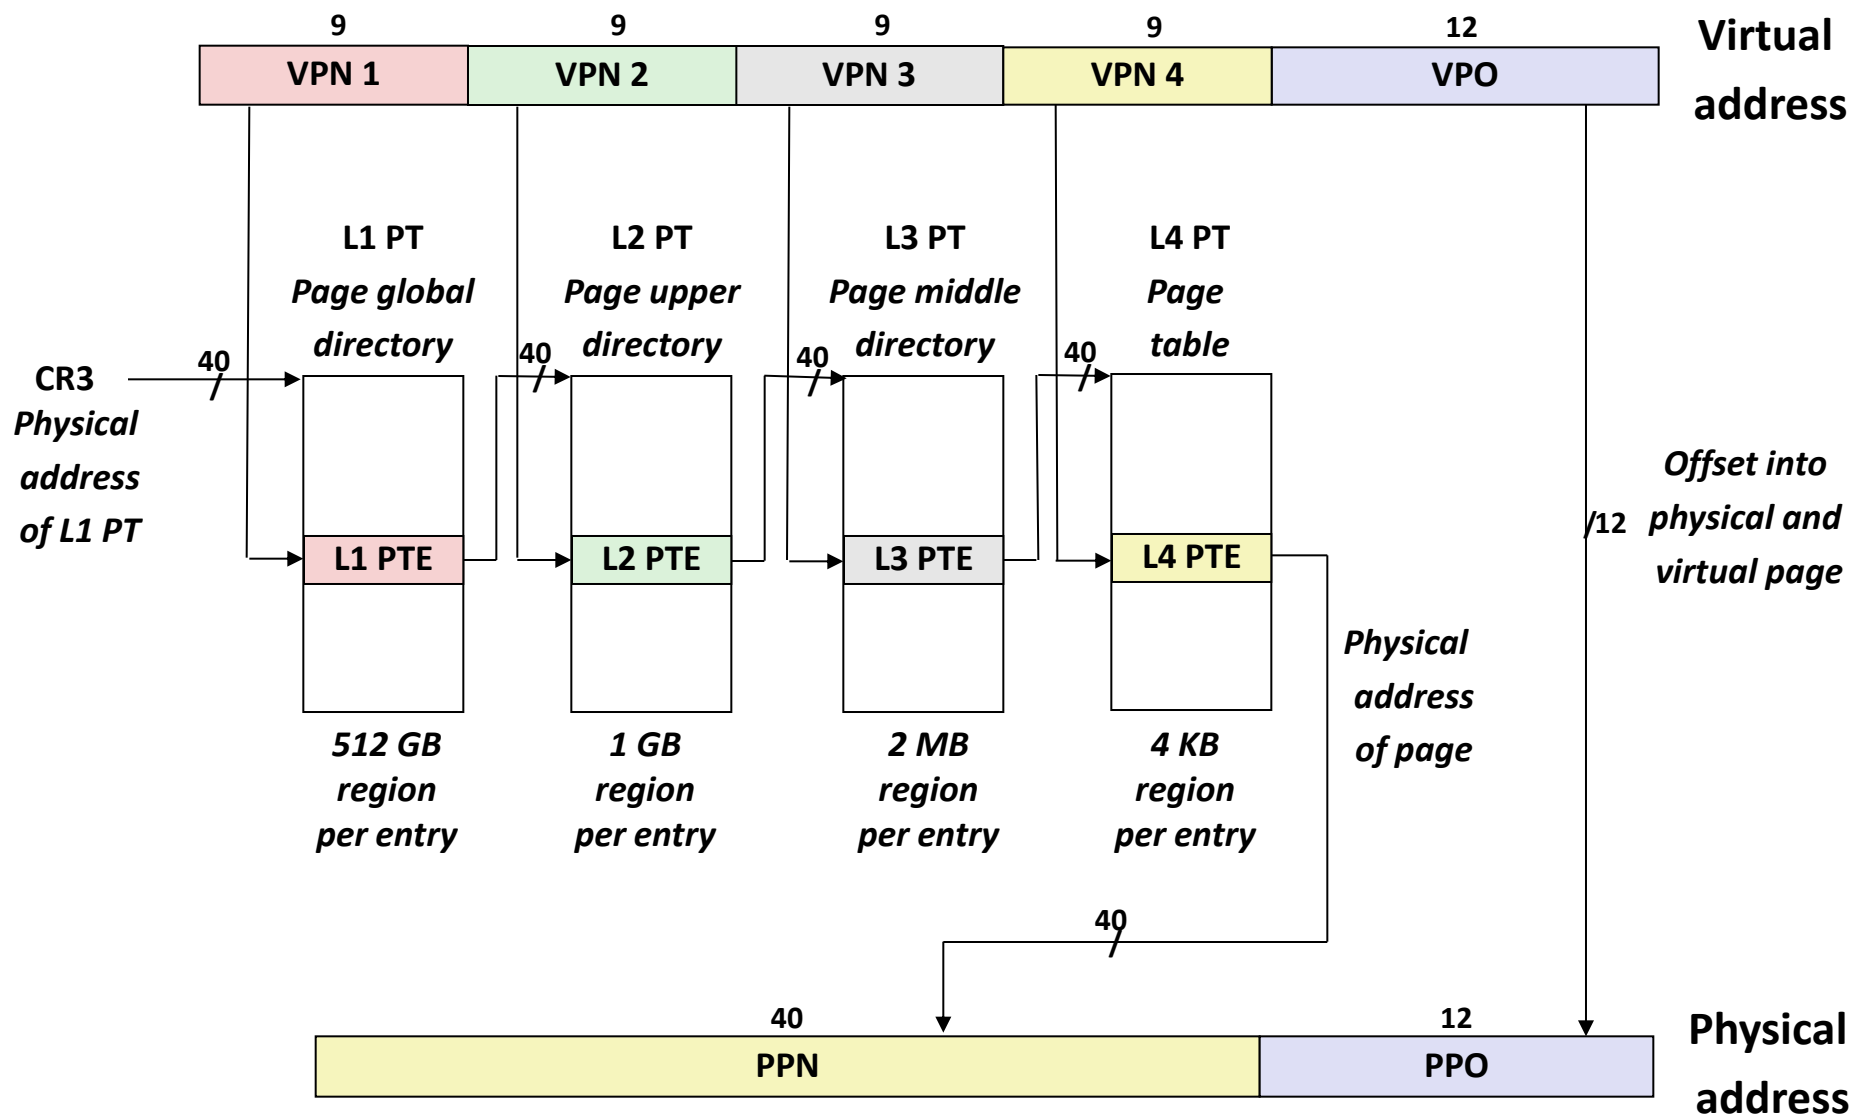 9 9 9 9 12
VPN 1 VPN 2 VPN 3 VPN 4 VPO
Virtual
address
L1 PT
Page global
directory
L2 PT
Page upper
directory
L3 PT
Page middle
directory
L4 PT
Page
table
CR3
Physical
address
of L1 PT
40
40
40
40
L1 PTE
L2 PTE
L3 PTE
L4 PTE
/12
Offset into
physical and
virtual page
512 GB
region
per entry
1 GB
region
per entry
2 MB
region
per entry
4 KB
region
per entry
Physical
address
of page
40
40 12
PPN PPO
Physical
address